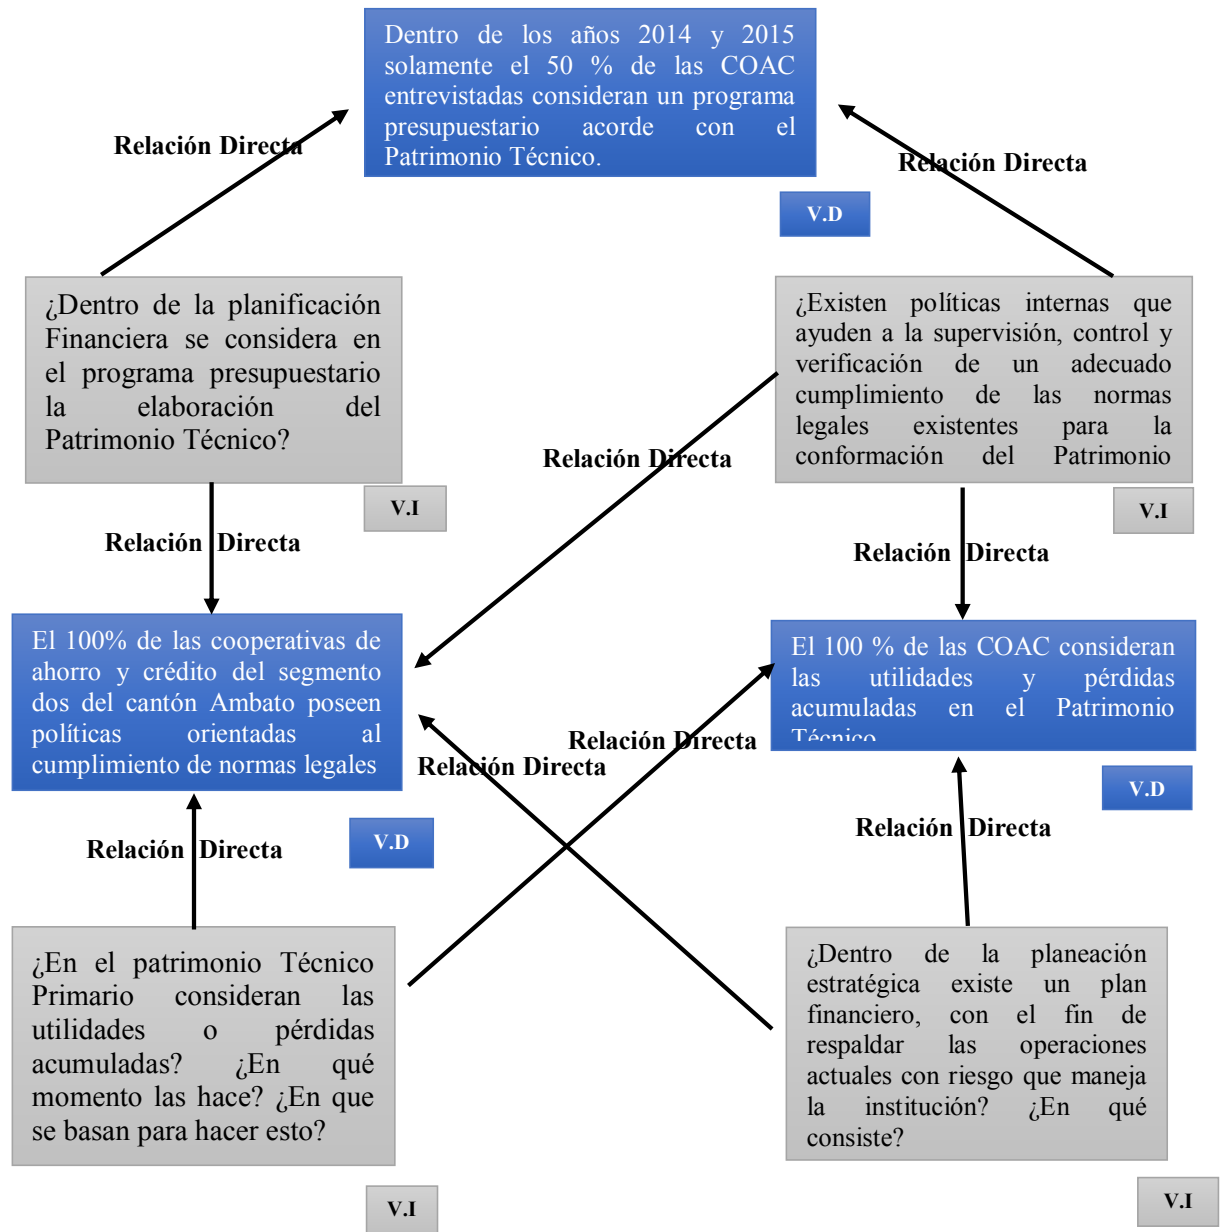 Dentro de los años 2014 y 2015
solamente el 50 % de las COAC
entrevistadas consideran un programa
presupuestario acorde con el
Patrimonio Técnico.
Relación Directa
Relación Directa
V.D
¿Dentro de la planificación
Financiera se considera en
el programa presupuestario
la elaboración del
Patrimonio Técnico?
V.I
¿Existen políticas internas que
ayuden a la supervisión, control y
verificación de un adecuado
cumplimiento de las normas
legales existentes para la
conformación del Patrimonio
V.I
Relación Directa
Relación Directa
Relación Directa
El 100% de las cooperativas de
ahorro y crédito del segmento
dos del cantón Ambato poseen
políticas orientadas al
cumplimiento de normas legales
V.D
El 100 % de las COAC consideran
las utilidades y pérdidas
acumuladas en el Patrimonio
Técnico
V.D
Relación Directa
Relación Directa
Relación Directa
Relación Directa
¿En el patrimonio Técnico
Primario consideran las
utilidades o pérdidas
acumuladas? ¿En qué
momento las hace? ¿En que
se basan para hacer esto?
V.I
¿Dentro de la planeación
estratégica existe un plan
financiero, con el fin de
respaldar las operaciones
actuales con riesgo que maneja
la institución? ¿En qué
consiste?
V.I